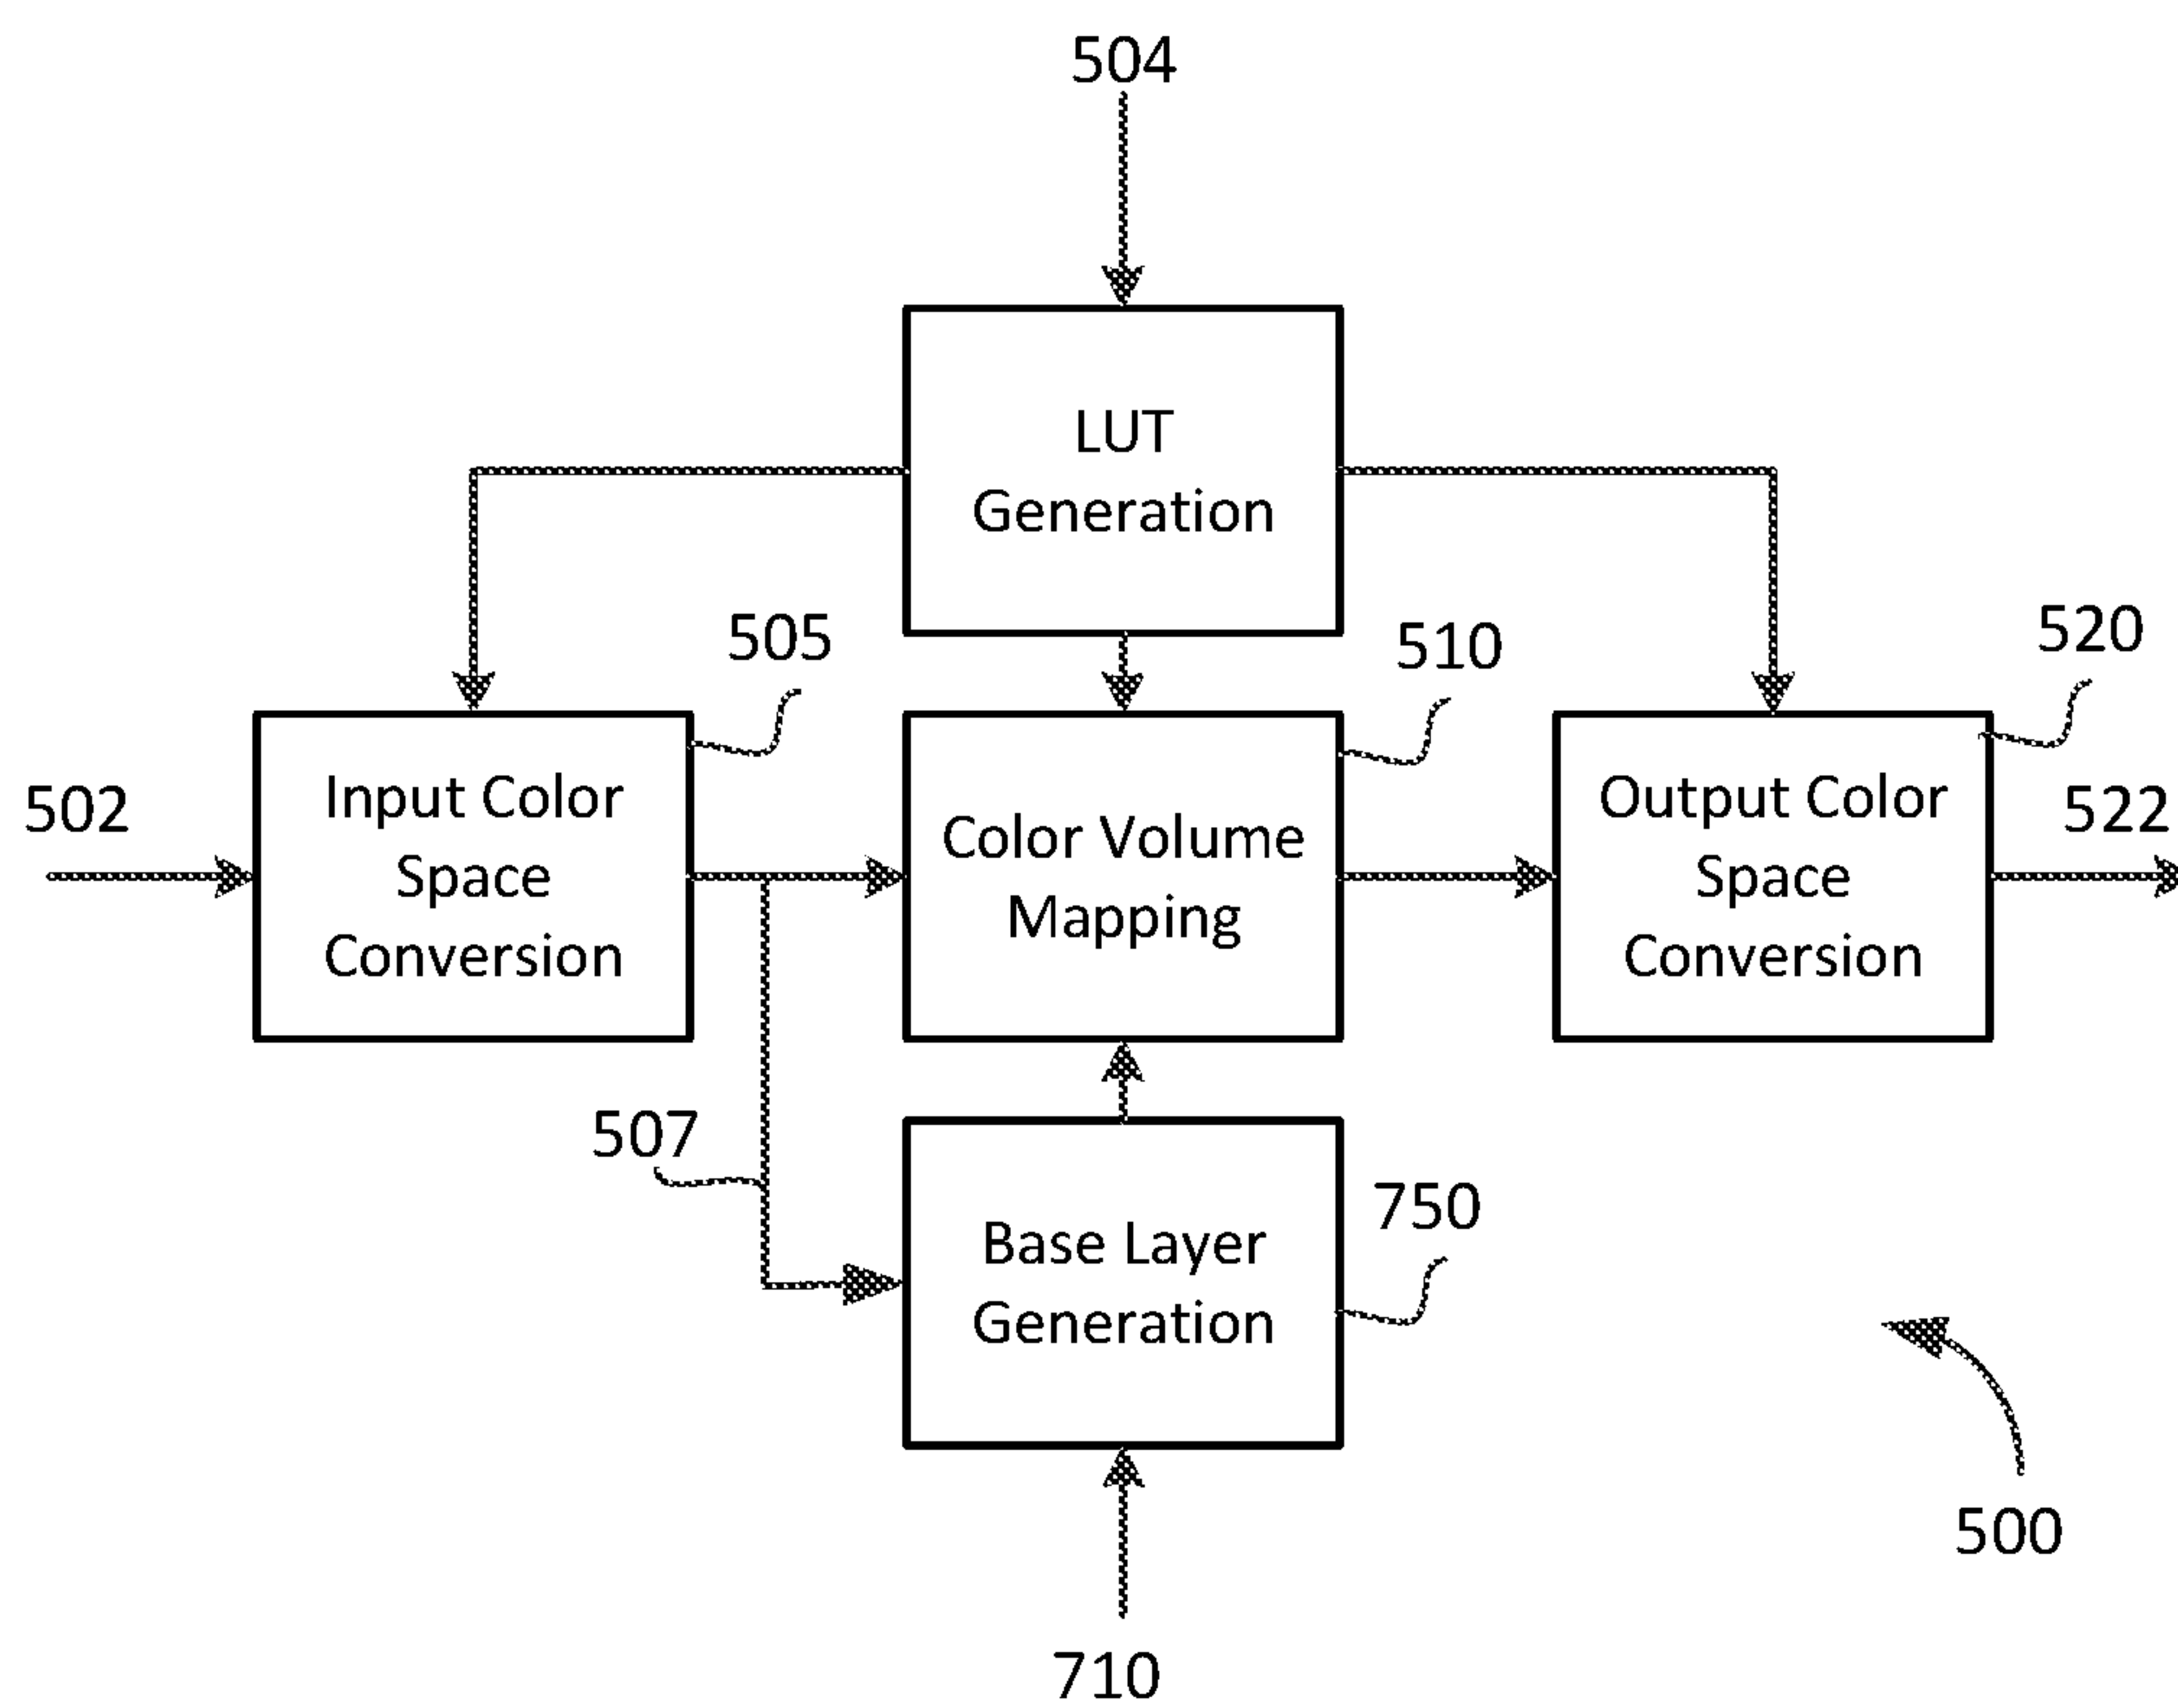 504
LUT
Generation
505
510
520
502
Input Color
Space
Conversion
Color Volume
Mapping
Output Color
Space
Conversion
522
507
750
Base Layer
Generation
500
710